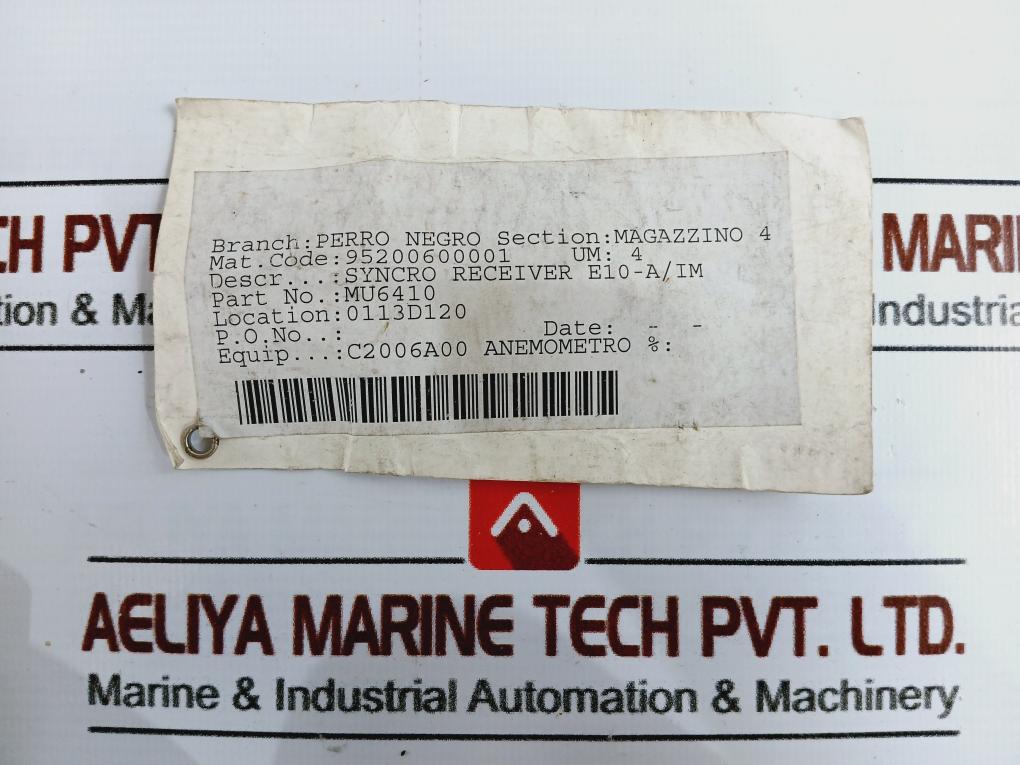 Branch:PERRO NEGRO Section:MAGAZZINO 4
Mat.Code:95200600001 UM: 4
Descr...:SYNCRO RECEIVER E10-A/IM
Part No.:MU6410
Location:0113D120
P.O.No..: Date: - -
Equip...:C2006A00 ANEMOMETRO %:
CH PVT
MARIN
tion & Ma
Industria
AELIYA MARINE TECH PVT. LTD.
Marine & Industrial Automation & Machinery